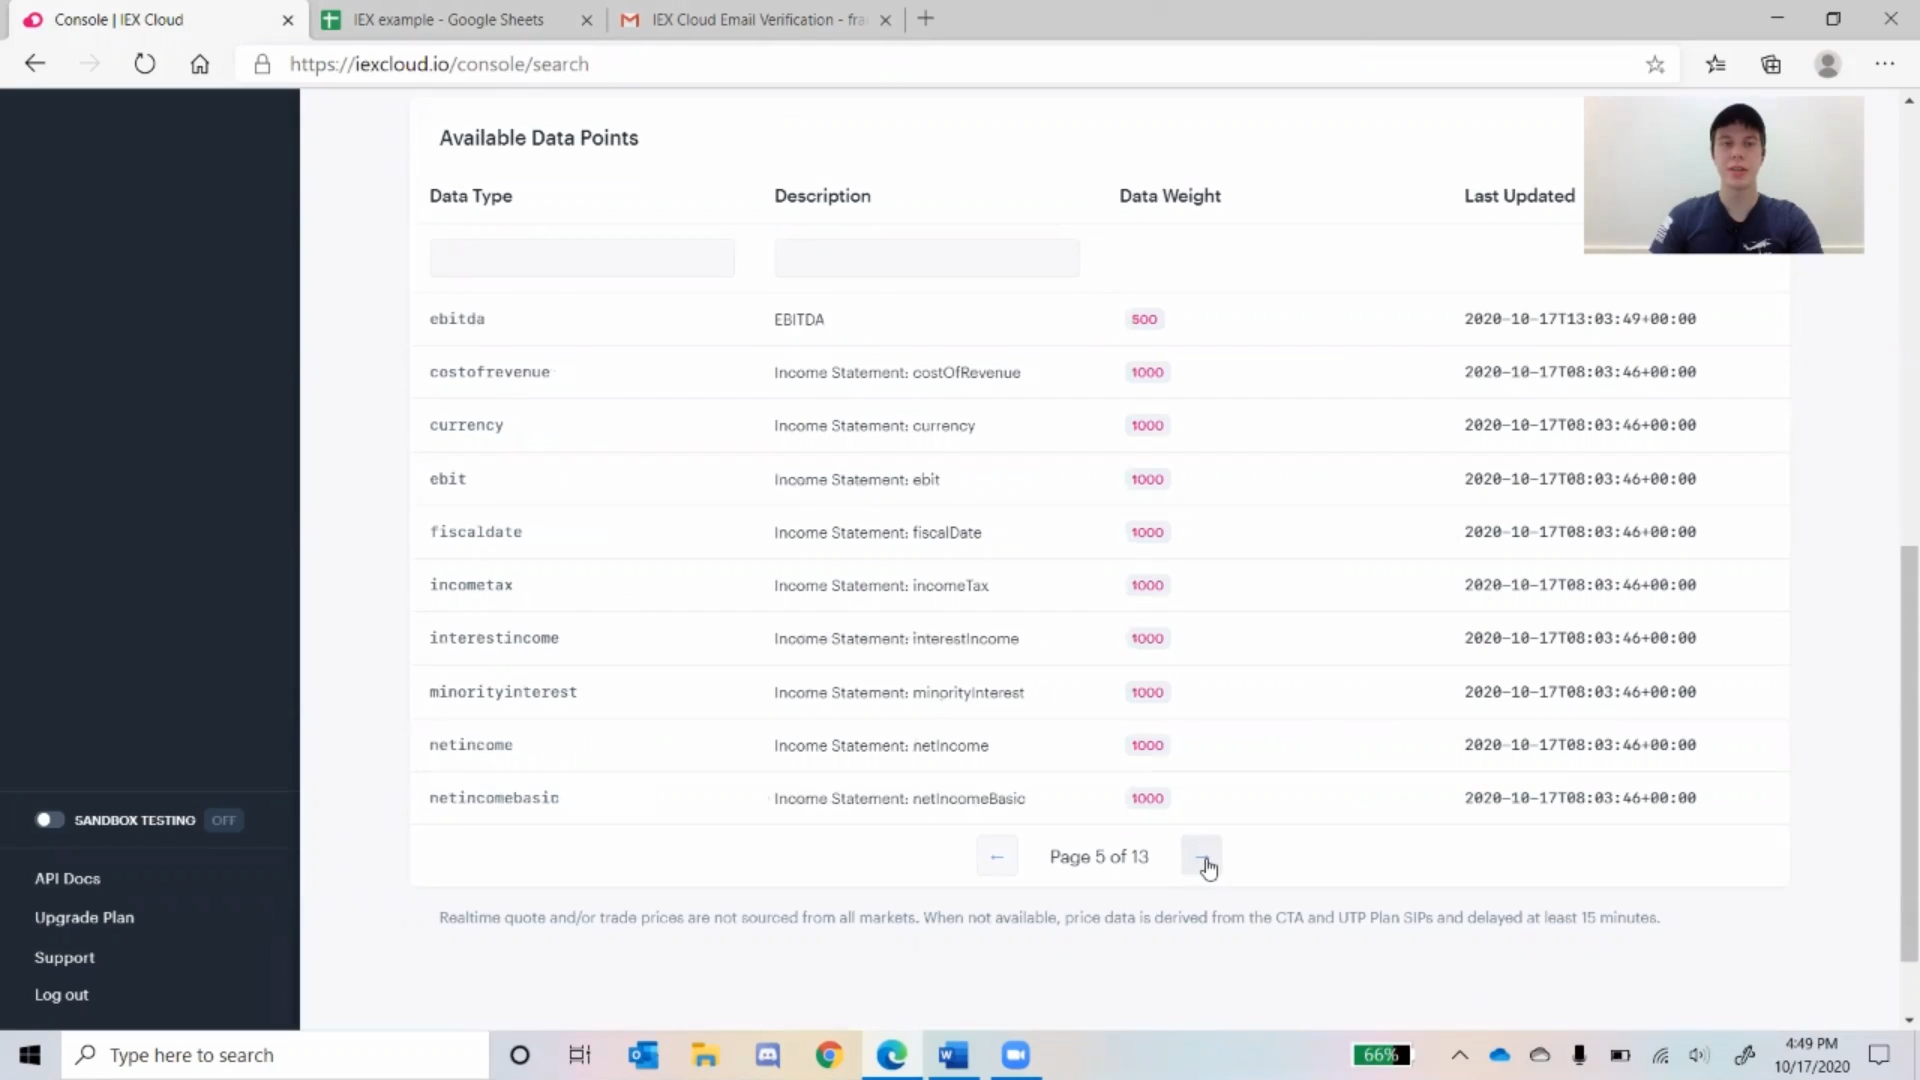 Console | IEX Cloud
IEX example - Google Sheets
IEX Cloud Email Verification - fra
https://iexcloud.io/console/search
Available Data Points
Data Type Description Data Weight Last Updated
ebitda EBITDA 500 2020-10-17T13:03:49+00:00
costofrevenue Income Statement: costOfRevenue 1000 2020-10-17T08:03:46+00:00
currency Income Statement: currency 1000 2020-10-17T08:03:46+00:00
ebit Income Statement: ebit 1000 2020-10-17T08:03:46+00:00
fiscaldate Income Statement: fiscalDate 1000 2020-10-17T08:03:46+00:00
incometax Income Statement: incomeTax 1000 2020-10-17T08:03:46+00:00
interestincome Income Statement: interestIncome 1000 2020-10-17T08:03:46+00:00
minorityinterest Income Statement: minorityInterest 1000 2020-10-17T08:03:46+00:00
netincome Income Statement: netIncome 1000 2020-10-17T08:03:46+00:00
netincomebasic Income Statement: netIncomeBasic 1000 2020-10-17T08:03:46+00:00
← Page 5 of 13 →
Realtime quote and/or trade prices are not sourced from all markets. When not available, price data is derived from the CTA and UTP Plan SIPs and delayed at least 15 minutes.
SANDBOX TESTING OFF
API Docs
Upgrade Plan
Support
Log out
Type here to search
66%
4:49 PM
10/17/2020